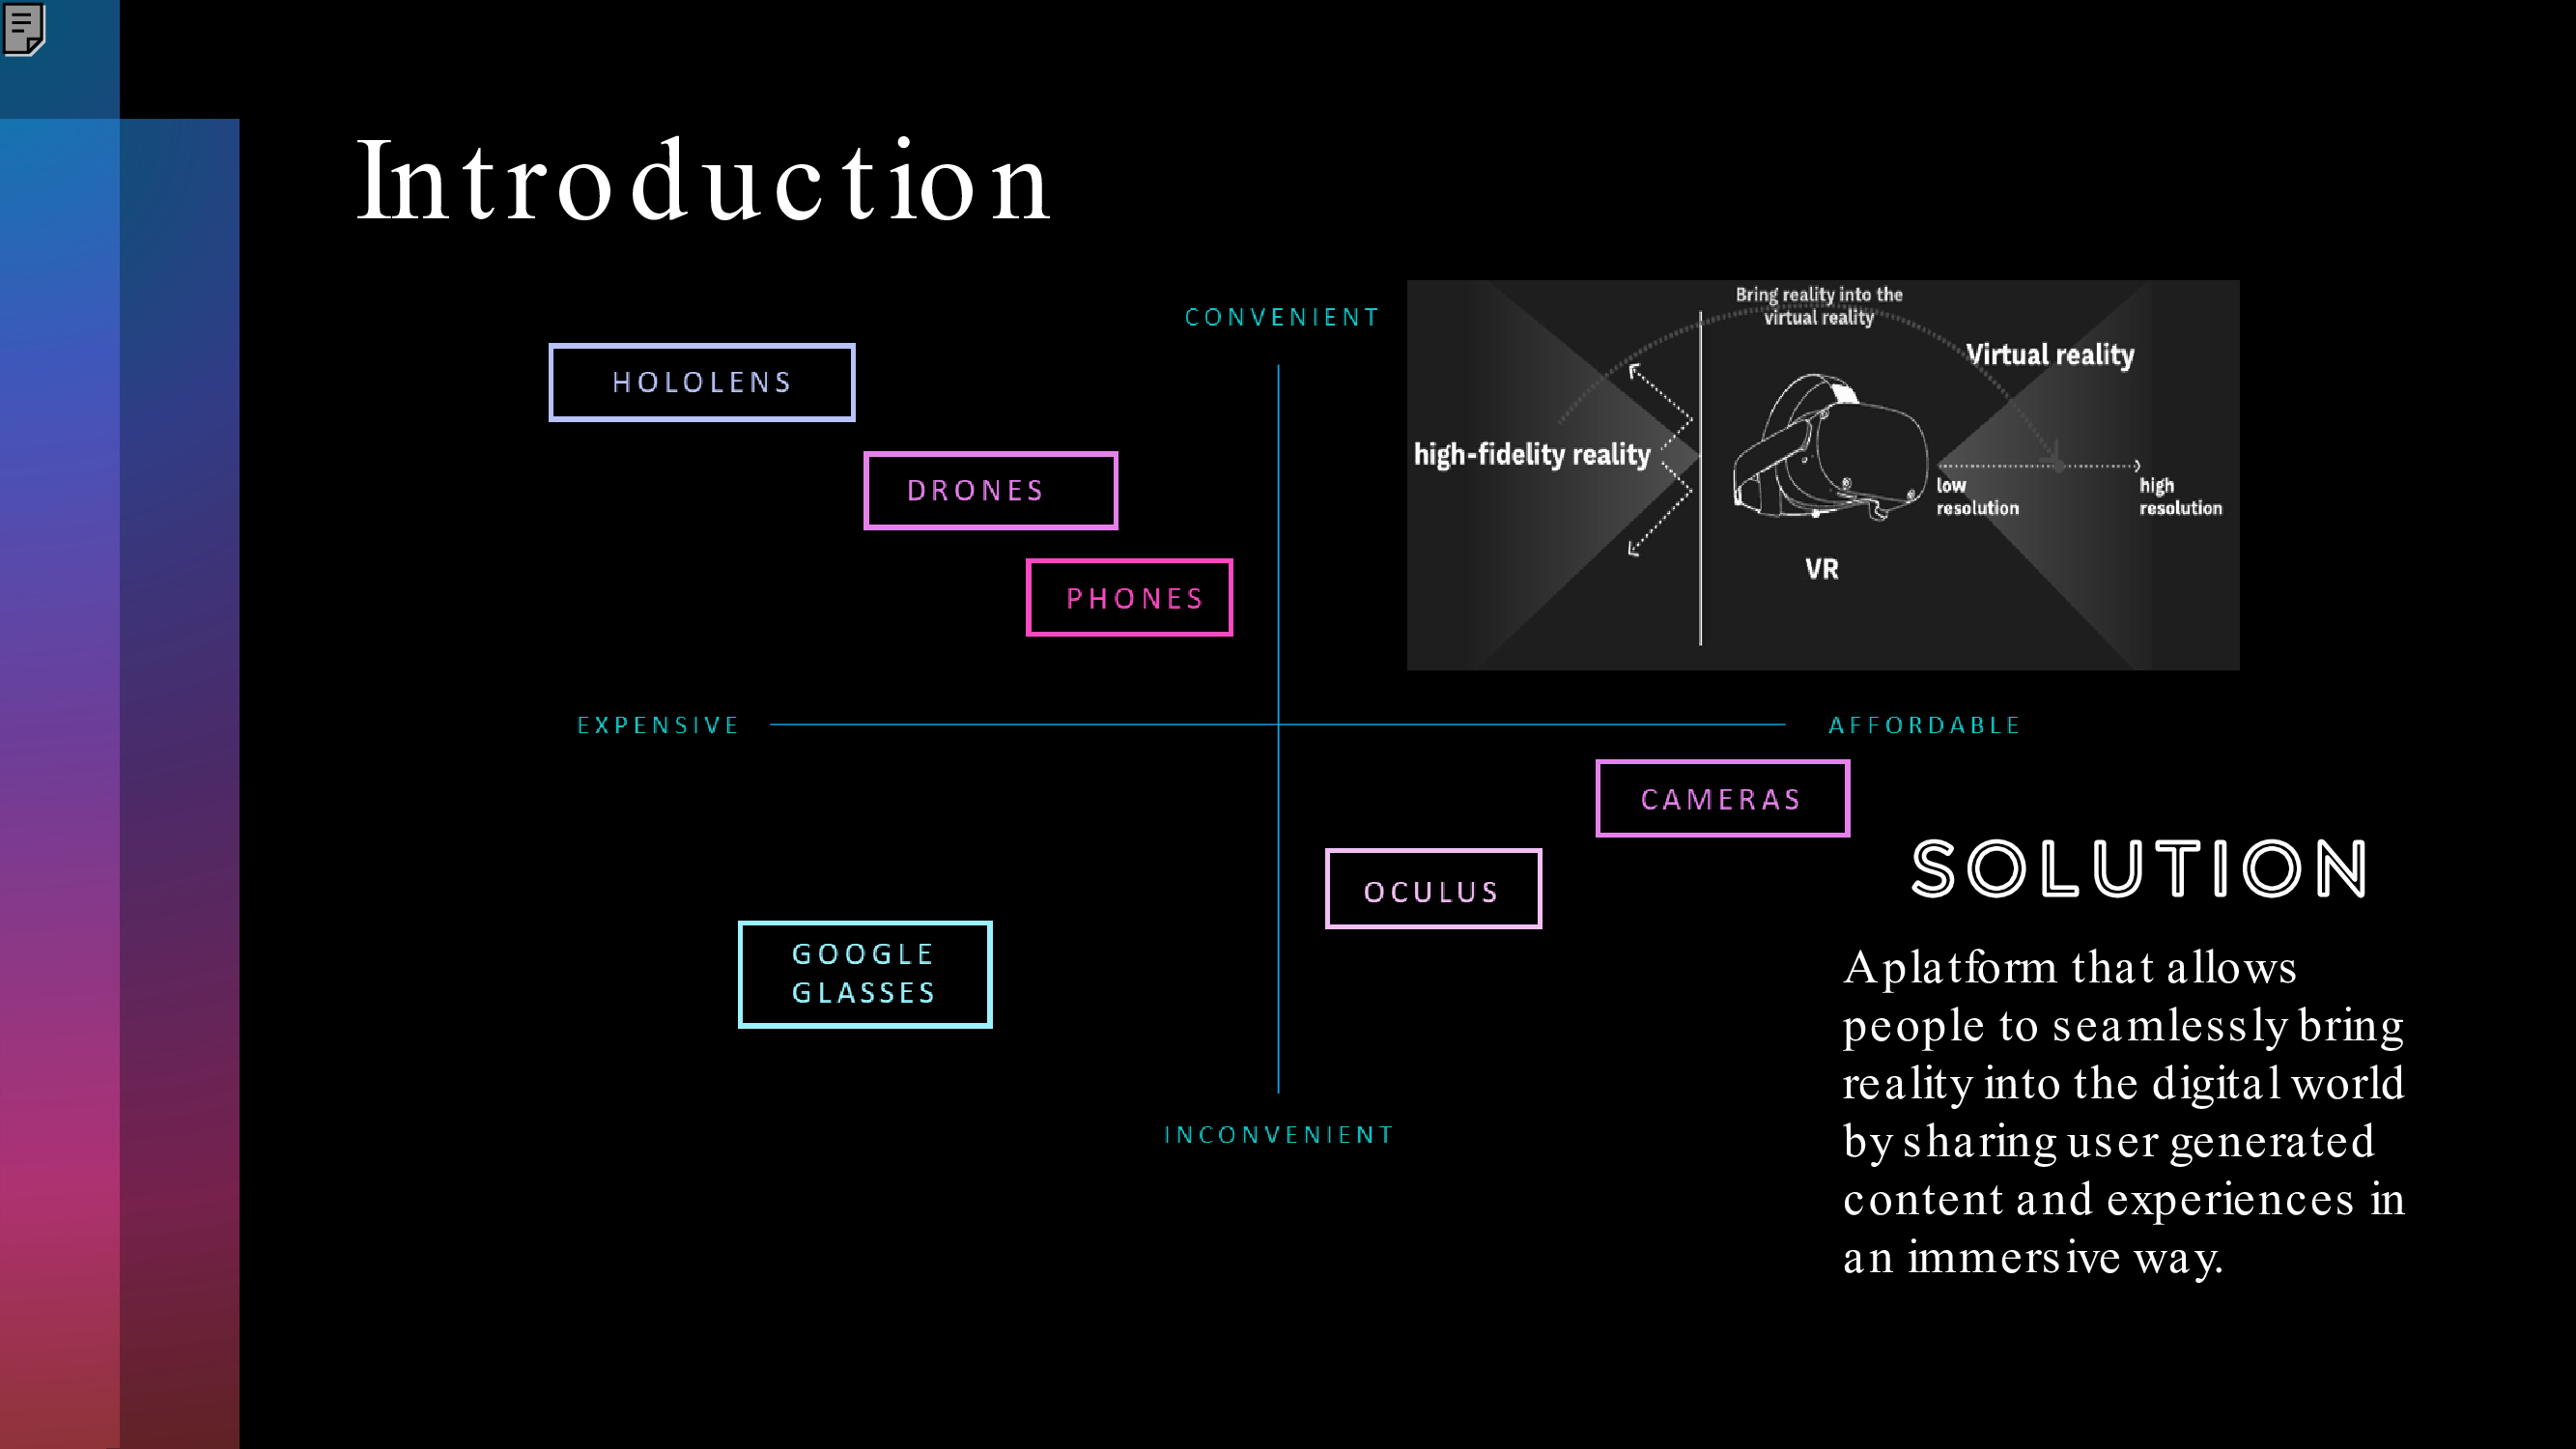 Introduction
CONVENIENT
HOLOLENS
DRONES
PHONES
Bring reality into the
virtual reality
Virtual reality
high-fidelity reality
low
resolution
high
resolution
VR
EXPENSIVE
AFFORDABLE
CAMERAS
OCULUS
GOOGLE
GLASSES
INCONVENIENT
SOLUTION
A platform that allows
people to seamlessly bring
reality into the digital world
by sharing user generated
content and experiences in
an immersive way.